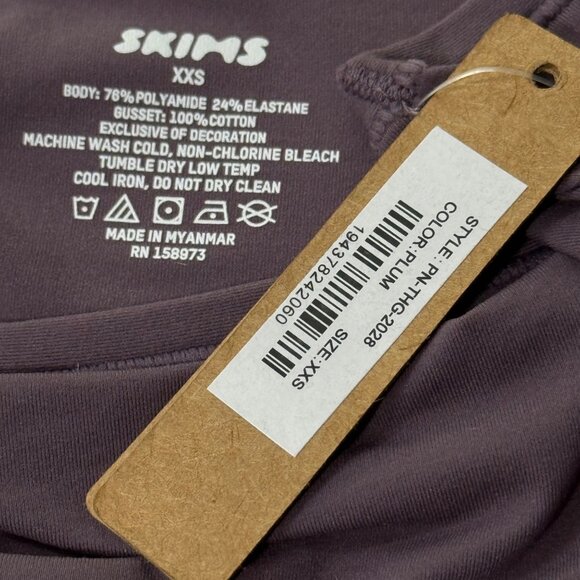 SKIMS
XXS
BODY: 76% POLYAMIDE 24% ELASTANE
GUSSET: 100% COTTON
EXCLUSIVE OF DECORATION
MACHINE WASH COLD, NON-CHLORINE BLEACH
TUMBLE DRY LOW TEMP
COOL IRON, DO NOT DRY CLEAN
MADE IN MYANMAR
RN 158973
STYLE: PN-THG-2028
COLOR:PLUM
194378242060
SIZE:XXS